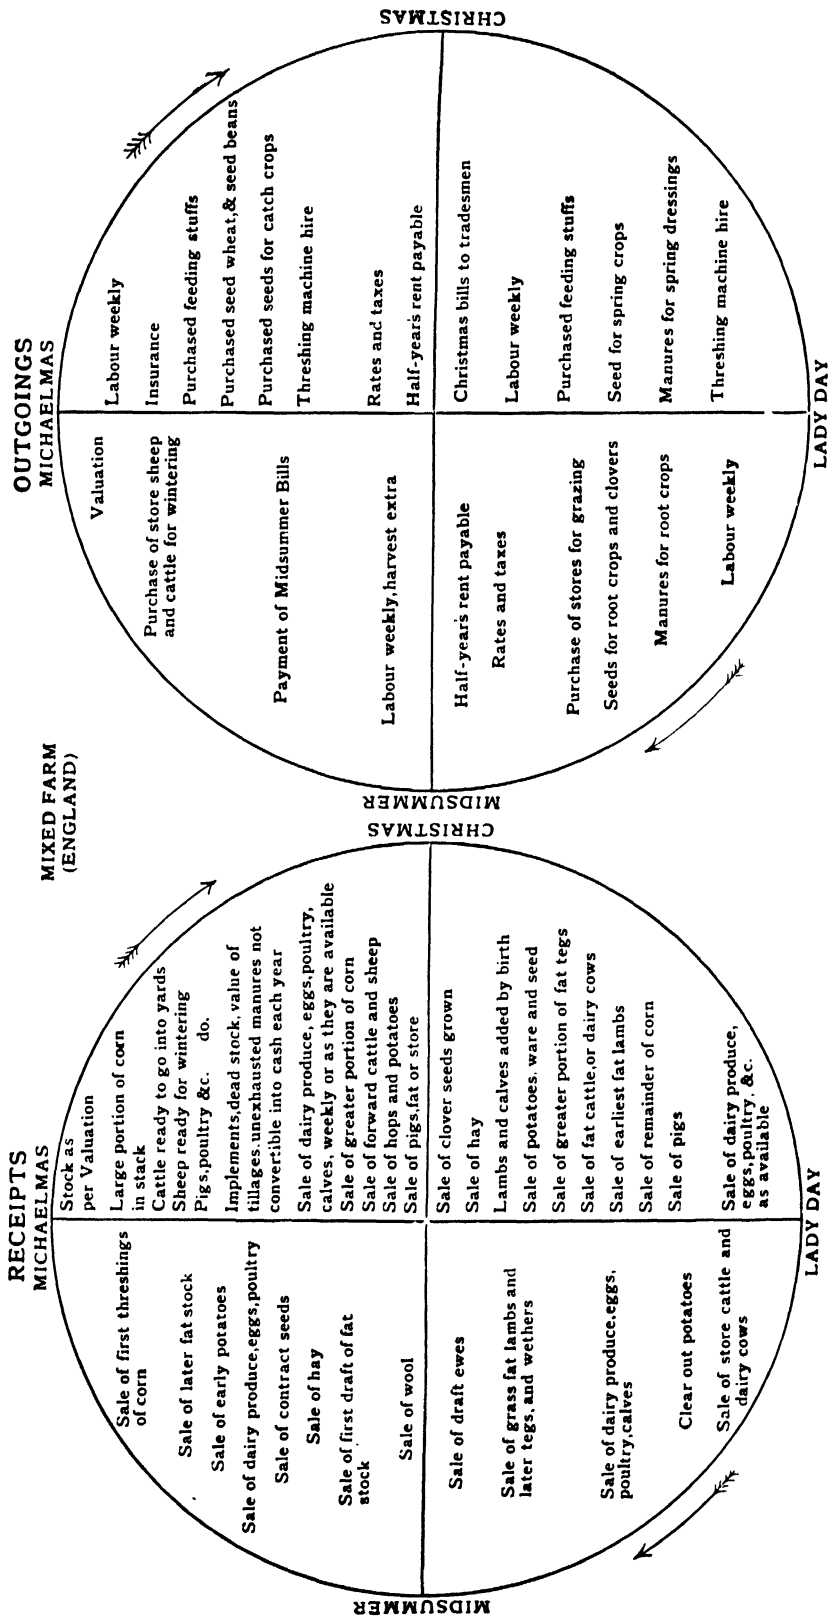 MIXED FARM
(ENGLAND)
RECEIPTS
MICHAELMAS
Sale of first threshings
of corn
Sale of later fat stock
Sale of early potatoes
Sale of dairy produce, eggs, poultry
Sale of contract seeds
Sale of hay
Sale of first draft of fat
stock
Sale of wool
Stock as
per Valuation
Large portion of corn
in stack
Cattle ready to go into yards
Sheep ready for wintering
Pigs, poultry &c. do.
Implements, dead stock, value of
tillages, unexhausted manures not
convertible into cash each year
Sale of dairy produce, eggs, poultry,
calves, weekly or as they are available
Sale of greater portion of corn
Sale of forward cattle and sheep
Sale of hops and potatoes
Sale of pigs, fat or store
MIDSUMMER
CHRISTMAS
Sale of draft ewes
Sale of grass fat lambs and
later tegs, and wethers
Sale of dairy produce, eggs,
poultry, calves
Clear out potatoes
Sale of store cattle and
dairy cows
Sale of clover seeds grown
Sale of hay
Lambs and calves added by birth
Sale of potatoes, ware and seed
Sale of greater portion of fat tegs
Sale of fat cattle, or dairy cows
Sale of earliest fat lambs
Sale of remainder of corn
Sale of pigs
Sale of dairy produce,
eggs, poultry, &c.
as available
LADY DAY
OUTGOINGS
MICHAELMAS
Valuation
Purchase of store sheep
and cattle for wintering
Payment of Midsummer Bills
Labour weekly, harvest extra
Labour weekly
Insurance
Purchased feeding stuffs
Purchased seed wheat, & seed beans
Purchased seeds for catch crops
Threshing machine hire
Rates and taxes
Half-year's rent payable
MIDSUMMER
CHRISTMAS
Half-year's rent payable
Rates and taxes
Purchase of stores for grazing
Seeds for root crops and clovers
Manures for root crops
Labour weekly
Christmas bills to tradesmen
Labour weekly
Purchased feeding stuffs
Seed for spring crops
Manures for spring dressings
Threshing machine hire
LADY DAY